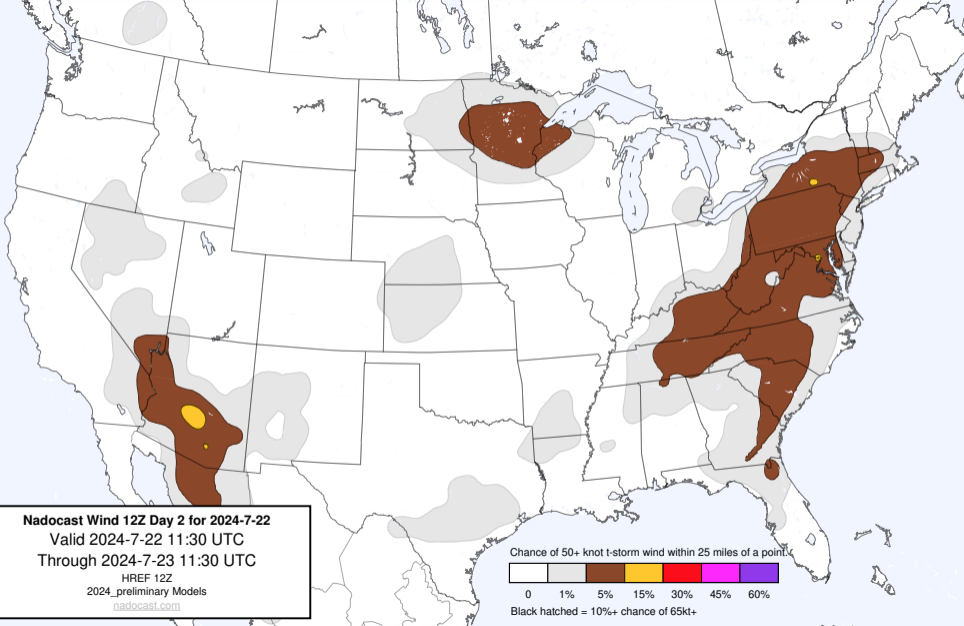 Nadocast Wind 12Z Day 2 for 2024-7-22
Valid 2024-7-22 11:30 UTC
Through 2024-7-23 11:30 UTC
HREF 12Z
2024_preliminary Models
nadocast.com
Chance of 50+ knot t-storm wind within 25 miles of a point.
0 1% 5% 15% 30% 45% 60%
Black hatched = 10%+ chance of 65kt+